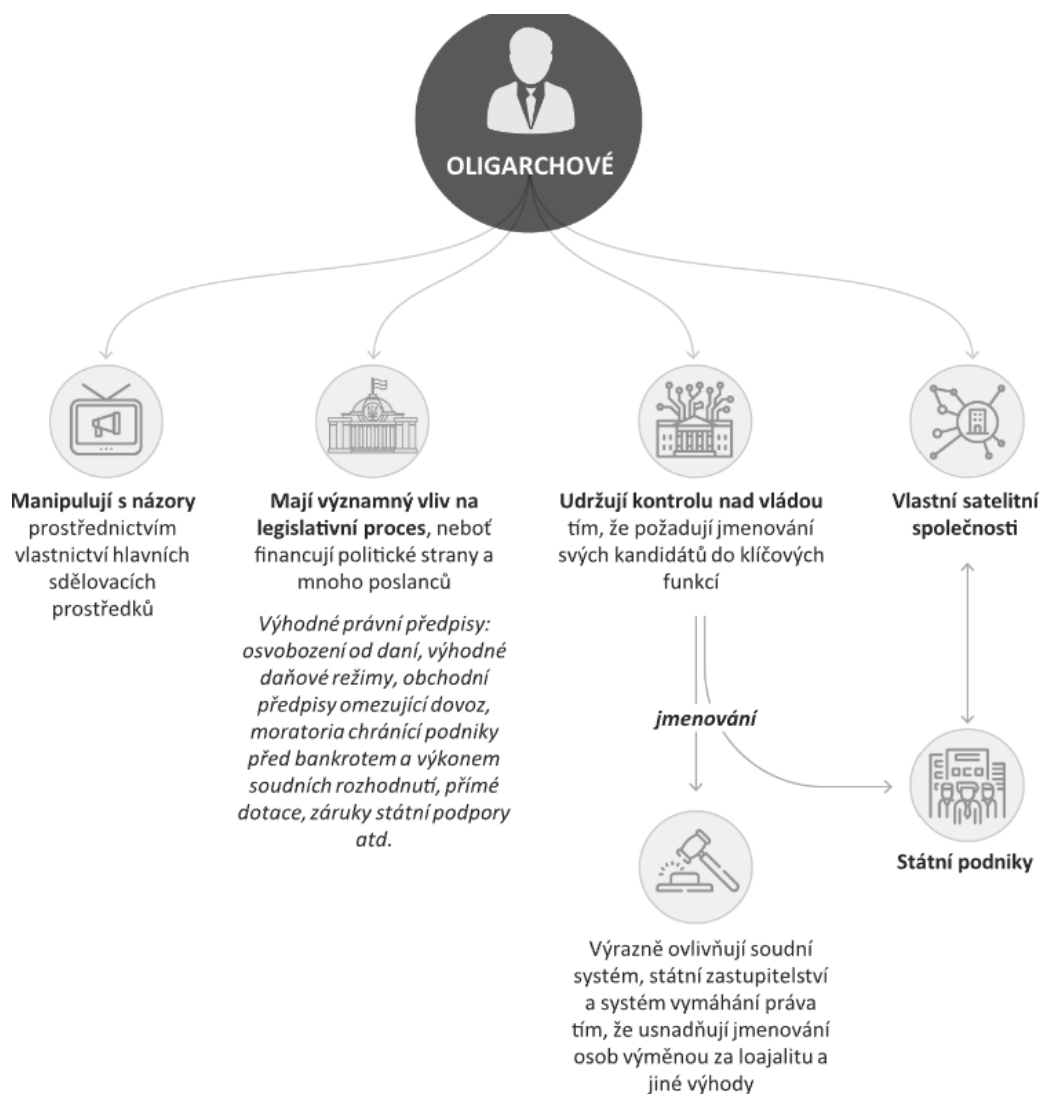 OLIGARCHOVÉ
Manipulují s názory
prostřednictvím
vlastnictví hlavních
sdělovacích
prostředků
Mají významný vliv na
legislativní proces, neboť
financují politické strany a
mnoho poslanců
Výhodné právní předpisy:
osvobození od daní, výhodné
daňové režimy, obchodní
předpisy omezující dovoz,
moratoria chránící podniky
před bankrotem a výkonem
soudních rozhodnutí, přímé
dotace, záruky státní podpory
atd.
Udržují kontrolu nad vládou
tím, že požadují jmenování
svých kandidátů do klíčových
funkcí
Vlastní satelitní
společnosti
jmenování
Státní podniky
Výrazně ovlivňují soudní
systém, státní zastupitelství
a systém vymáhání práva
tím, že usnadňují jmenování
osob výměnou za loajalitu a
jiné výhody